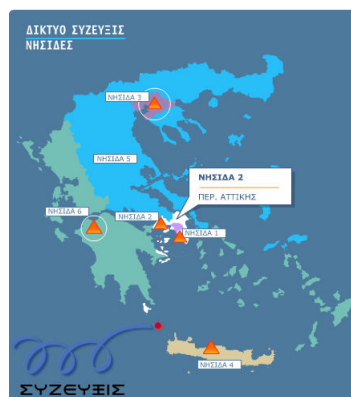 ΔΙΚΤΥΟ ΣΥΖΕΥΞΙΣ
ΝΗΣΙΔΕΣ
ΝΗΣΙΔΑ 3
ΝΗΣΙΔΑ 5
ΝΗΣΙΔΑ 2
ΠΕΡ. ΑΤΤΙΚΗΣ
ΝΗΣΙΔΑ 6
ΝΗΣΙΔΑ 2
ΝΗΣΙΔΑ 1
ΝΗΣΙΔΑ 4
ΣΥΖΕΥΞΙΣ